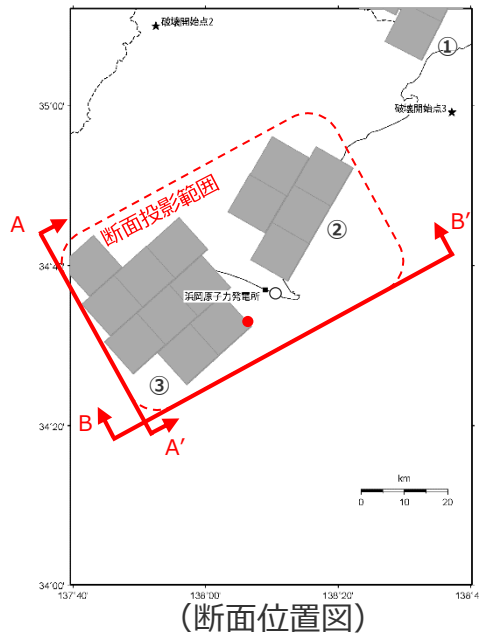 破壊開始点2
①
35°00'
破壊開始点3
断面投影範囲
A
B'
②
34°40'
浜岡原子力発電所
③
B
34°20'
A'
km
0 10 20
34°00'
137°40' 138°00' 138°20' 138°4
(断面位置図)